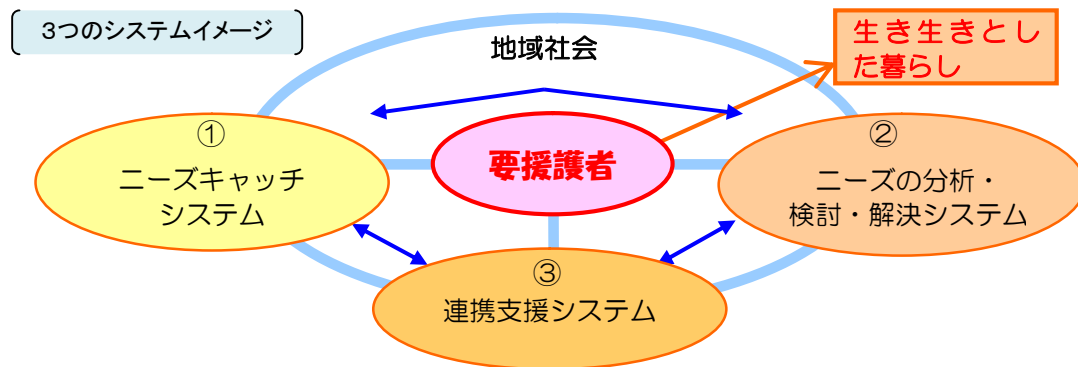 3つのシステムイメージ
地域社会
生き生きとし
た暮らし
①
ニーズキャッチ
システム
要援護者
②
ニーズの分析・
検討・解決システム
③
連携支援システム